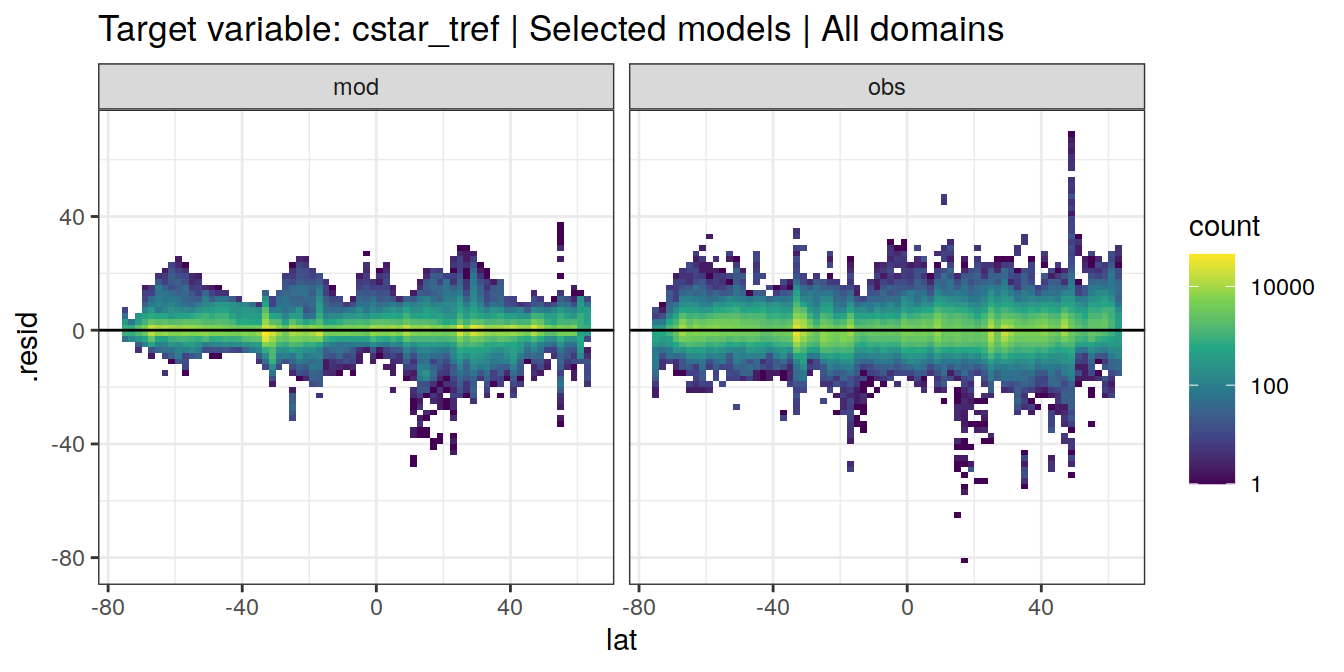 Target variable: cstar_tref | Selected models | All domains
mod
obs
.resid
40
0
-40
-80
-80
-40
0
40
-80
-40
0
40
lat
count
10000
100
1